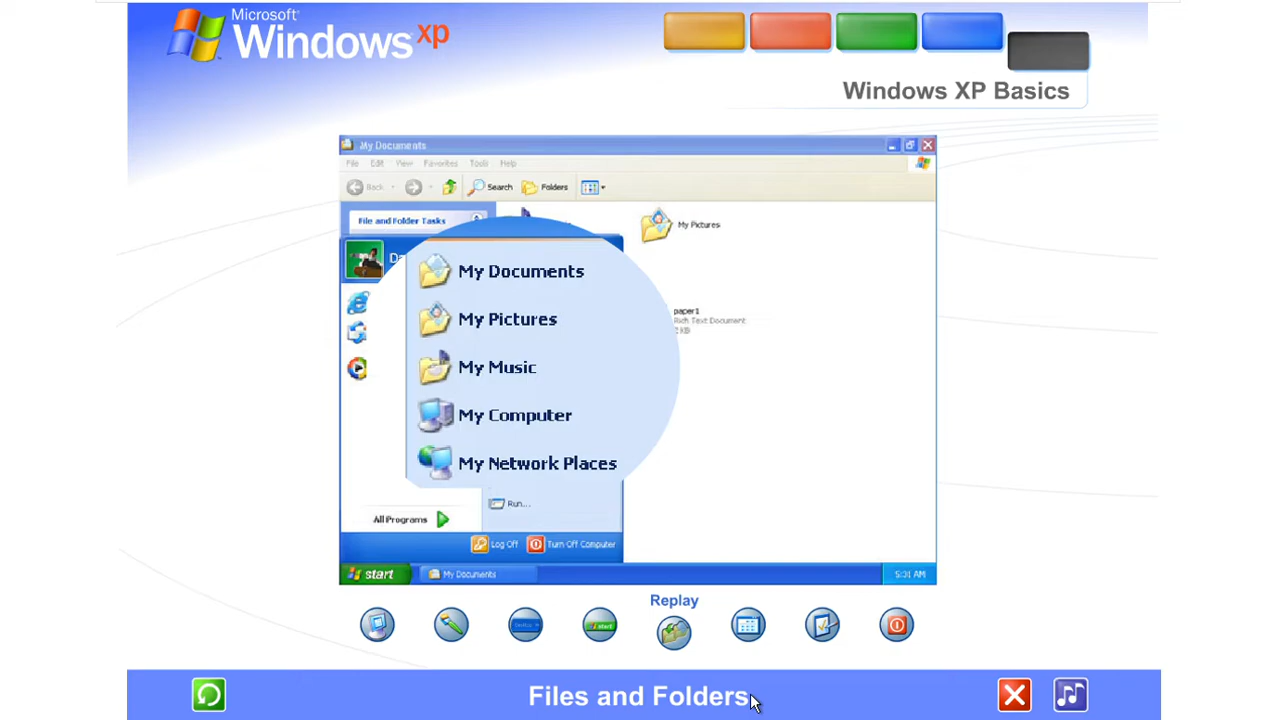 Microsoft
Windows xp
Windows XP Basics
My Documents
File Edit View Favorites Tools Help
Back Search Folders
File and Folder Tasks
My Pictures
My Documents
My Pictures
paper1
Rich Text Document
My Music
My Computer
My Network Places
Run...
All Programs
Log Off Turn Off Computer
start My Documents 5:01 AM
Replay
start
Files and Folders